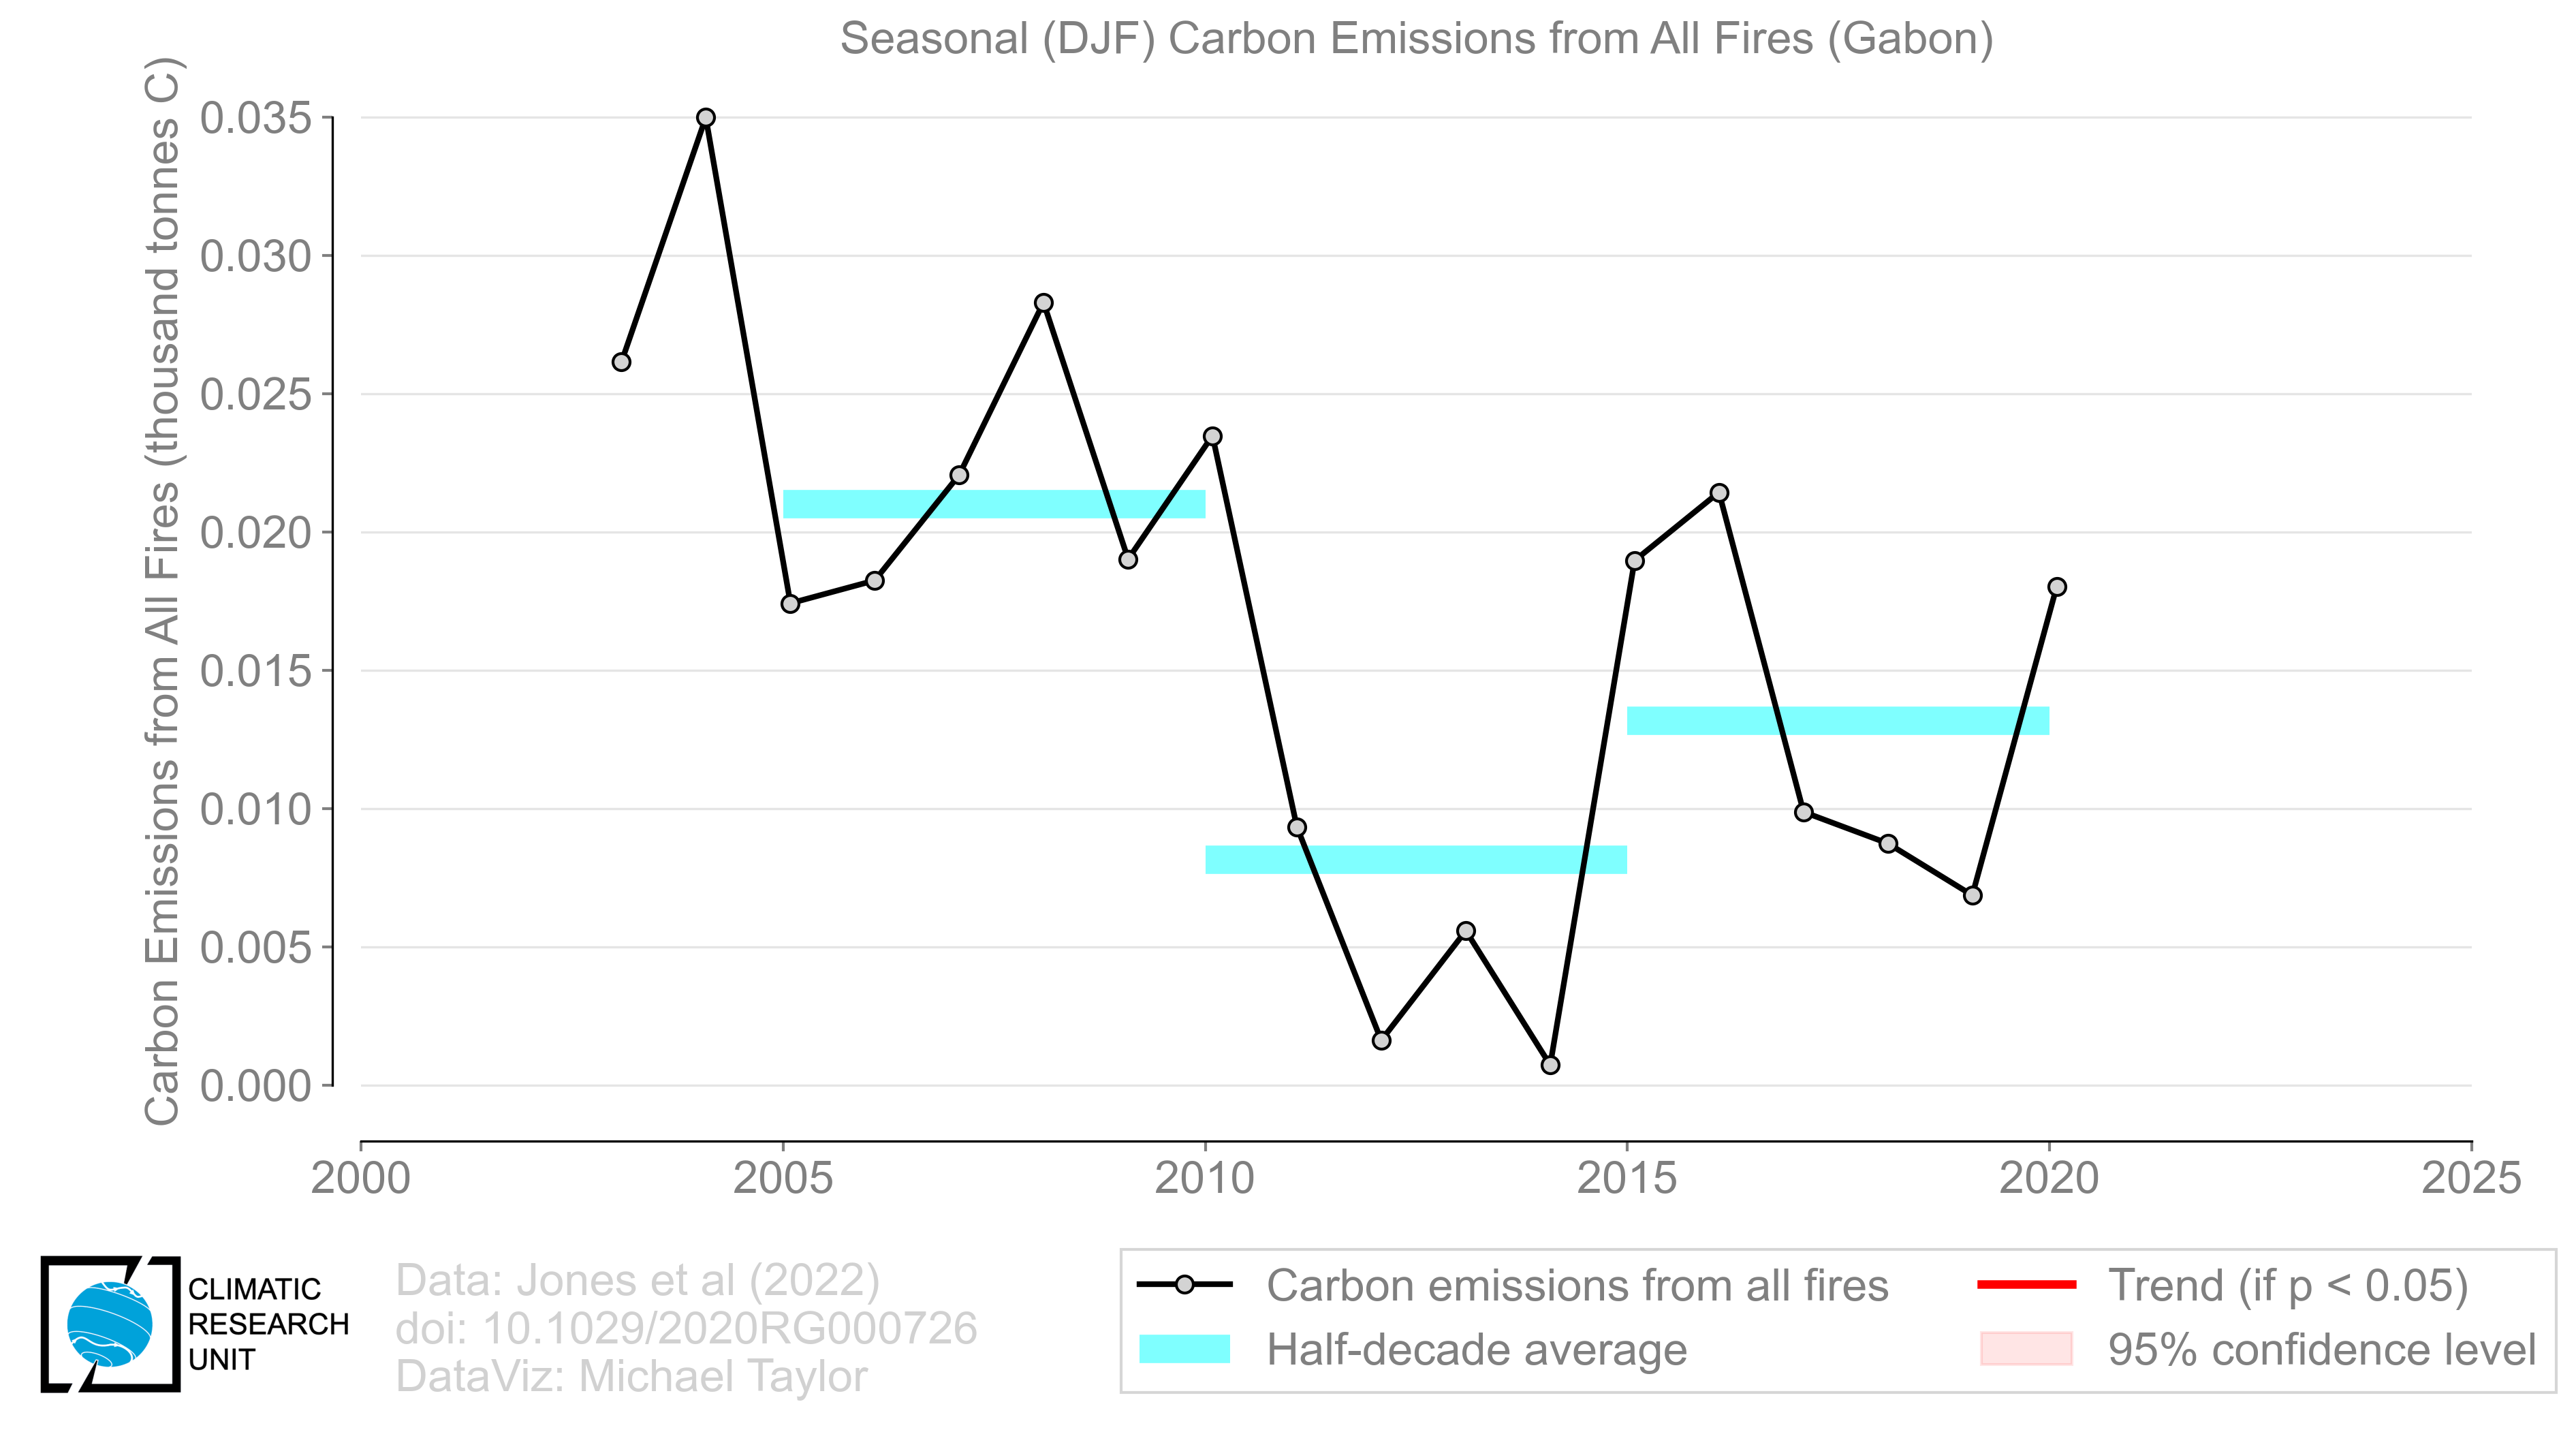 Seasonal (DJF) Carbon Emissions from All Fires (Gabon)
Carbon Emissions from All Fires (thousand tonnes C)
0.035
0.030
0.025
0.020
0.015
0.010
0.005
0.000
2000 2005 2010 2015 2020 2025
CLIMATIC
RESEARCH
UNIT
Data: Jones et al (2022)
doi: 10.1029/2020RG000726
DataViz: Michael Taylor
Carbon emissions from all fires
Half-decade average
Trend (if p < 0.05)
95% confidence level